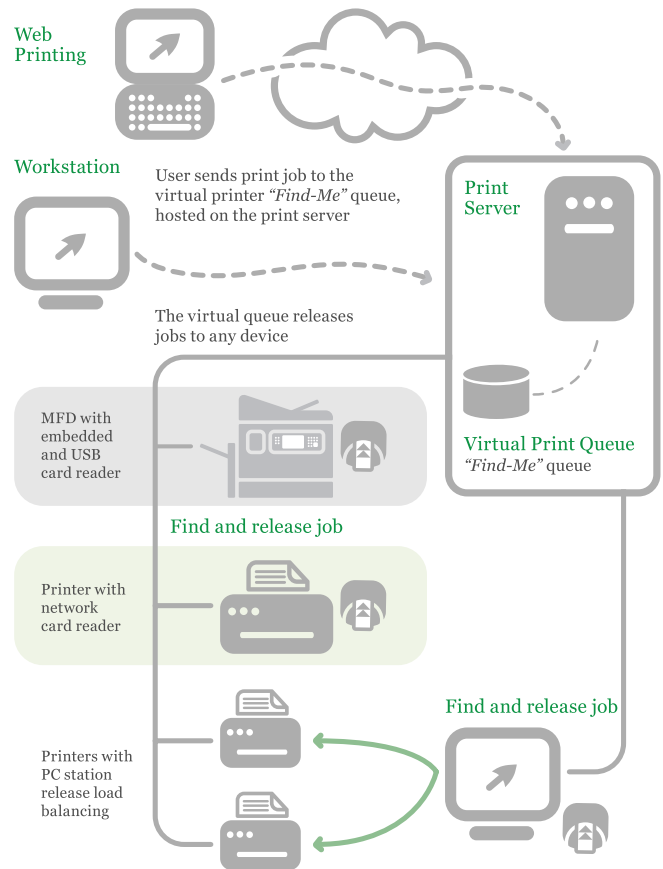 Web
Printing
Workstation
User sends print job to the
virtual printer “Find-Me” queue,
hosted on the print server
Print
Server
The virtual queue releases
jobs to any device
MFD with
embedded
and USB
card reader
Virtual Print Queue
“Find-Me” queue
Find and release job
Printer with
network
card reader
Find and release job
Printers with
PC station
release load
balancing